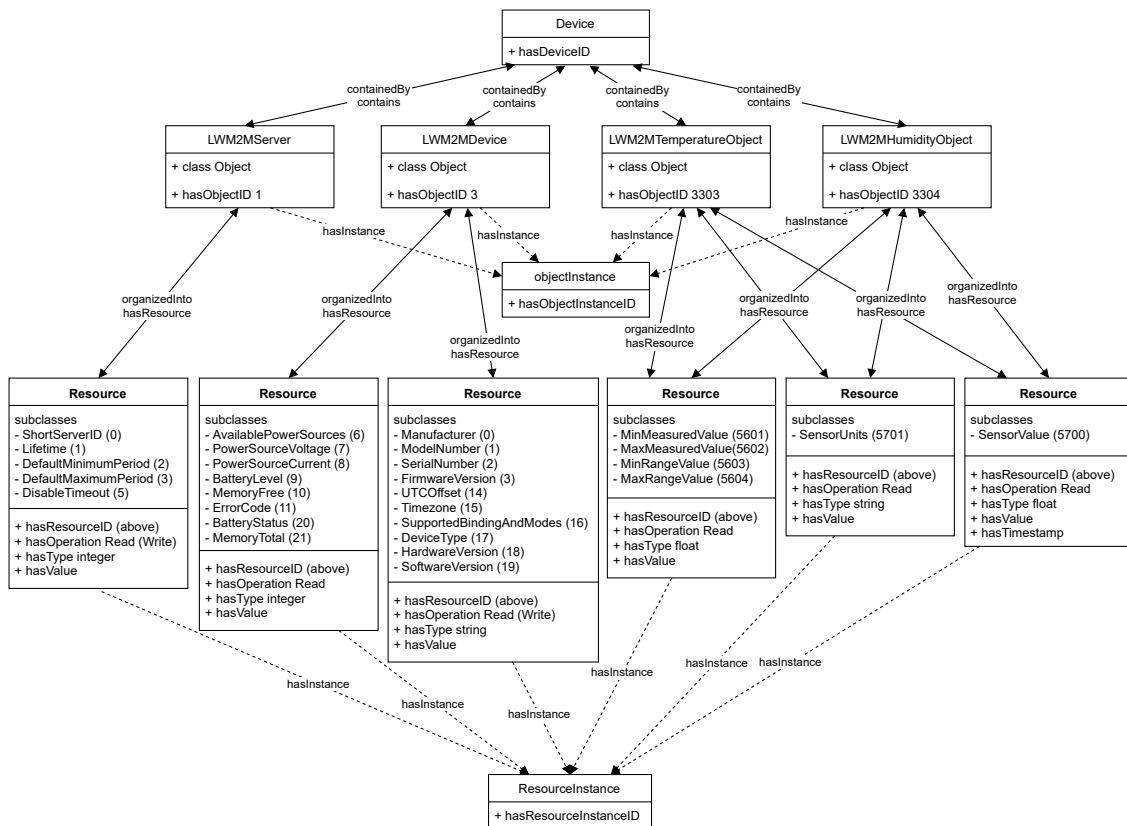 Device
+ hasDeviceID
containedBy
contains
containedBy
contains
containedBy
contains
containedBy
contains
LWM2MServer
+ class Object
+ hasObjectID 1
LWM2MDevice
+ class Object
+ hasObjectID 3
LWM2MTemperatureObject
+ class Object
+ hasObjectID 3303
LWM2MHumidityObject
+ class Object
+ hasObjectID 3304
hasInstance
hasInstance
hasInstance
hasInstance
objectInstance
+ hasObjectInstanceID
organizedInto
hasResource
organizedInto
hasResource
organizedInto
hasResource
organizedInto
hasResource
organizedInto
hasResource
organizedInto
hasResource
Resource
subclasses
- ShortServerID (0)
- Lifetime (1)
- DefaultMinimumPeriod (2)
- DefaultMaximumPeriod (3)
- DisableTimeout (5)
+ hasResourceID (above)
+ hasOperation Read (Write)
+ hasType integer
+ hasValue
Resource
subclasses
- AvailablePowerSources (6)
- PowerSourceVoltage (7)
- PowerSourceCurrent (8)
- BatteryLevel (9)
- MemoryFree (10)
- ErrorCode (11)
- BatteryStatus (20)
- MemoryTotal (21)
+ hasResourceID (above)
+ hasOperation Read
+ hasType integer
+ hasValue
Resource
subclasses
- Manufacturer (0)
- ModelNumber (1)
- SerialNumber (2)
- FirmwareVersion (3)
- UTCOffset (14)
- Timezone (15)
- SupportedBindingAndModes (16)
- DeviceType (17)
- HardwareVersion (18)
- SoftwareVersion (19)
+ hasResourceID (above)
+ hasOperation Read (Write)
+ hasType string
+ hasValue
Resource
subclasses
- MinMeasuredValue (5601)
- MaxMeasuredValue(5602)
- MinRangeValue (5603)
- MaxRangeValue (5604)
+ hasResourceID (above)
+ hasOperation Read
+ hasType float
+ hasValue
Resource
subclasses
- SensorUnits (5701)
+ hasResourceID (above)
+ hasOperation Read
+ hasType string
+ hasValue
Resource
subclasses
- SensorValue (5700)
+ hasResourceID (above)
+ hasOperation Read
+ hasType float
+ hasValue
+ hasTimestamp
hasInstance
hasInstance
hasInstance
hasInstance
hasInstance
hasInstance
ResourceInstance
+ hasResourceInstanceID